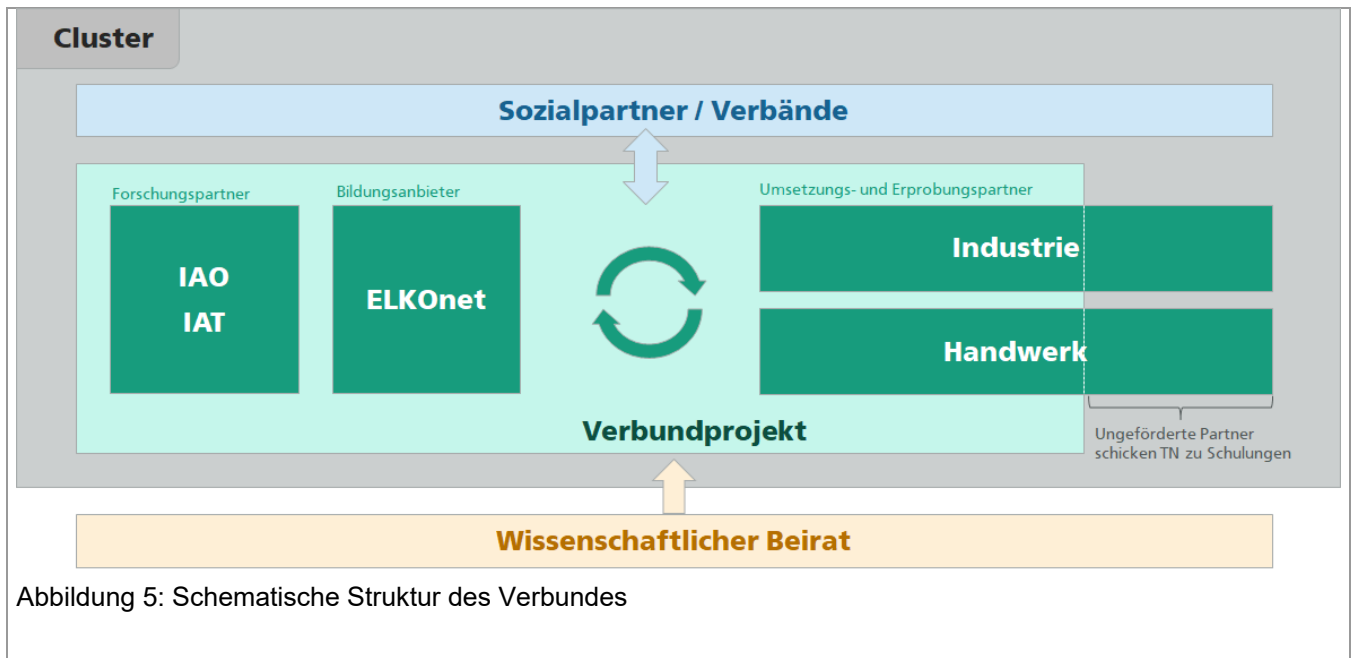 Cluster
Sozialpartner / Verbände
Forschungspartner
Bildungsanbieter
Umsetzungs- und Erprobungspartner
IAO
IAT
ELKOnet
Industrie
Handwerk
Verbundprojekt
Ungeförderte Partner
schicken TN zu Schulungen
Wissenschaftlicher Beirat
Abbildung 5: Schematische Struktur des Verbundes